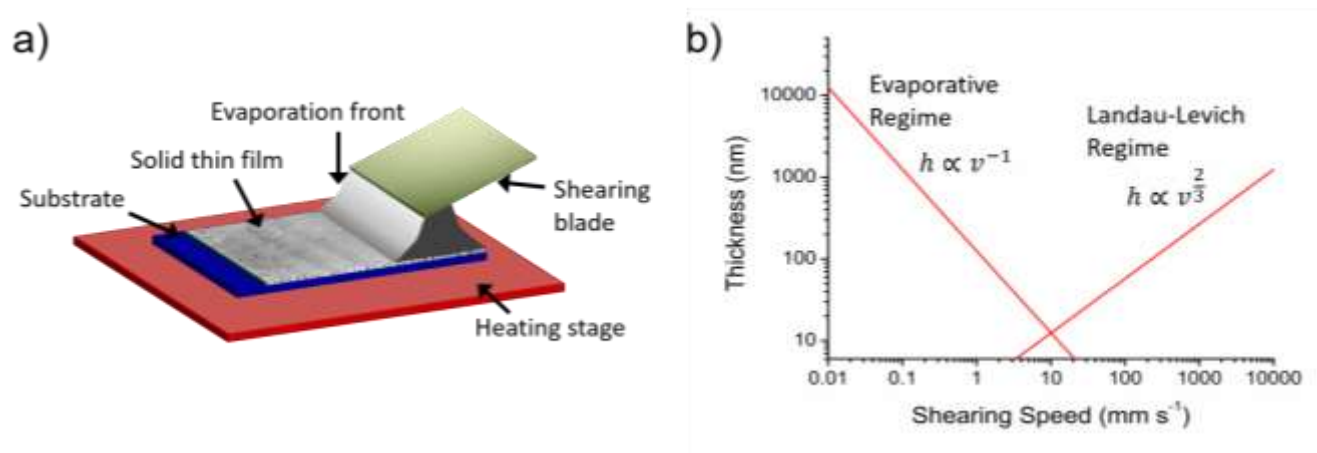 a)
Evaporation front
Solid thin film
Substrate
Shearing
blade
Heating stage
b)
Thickness (nm)
10000
1000
100
10
Evaporative
Regime
h ∝ v⁻¹
Landau-Levich
Regime
h ∝ v^{2/3}
0.01 0.1 1 10 100 1000 10000
Shearing Speed (mm s⁻¹)